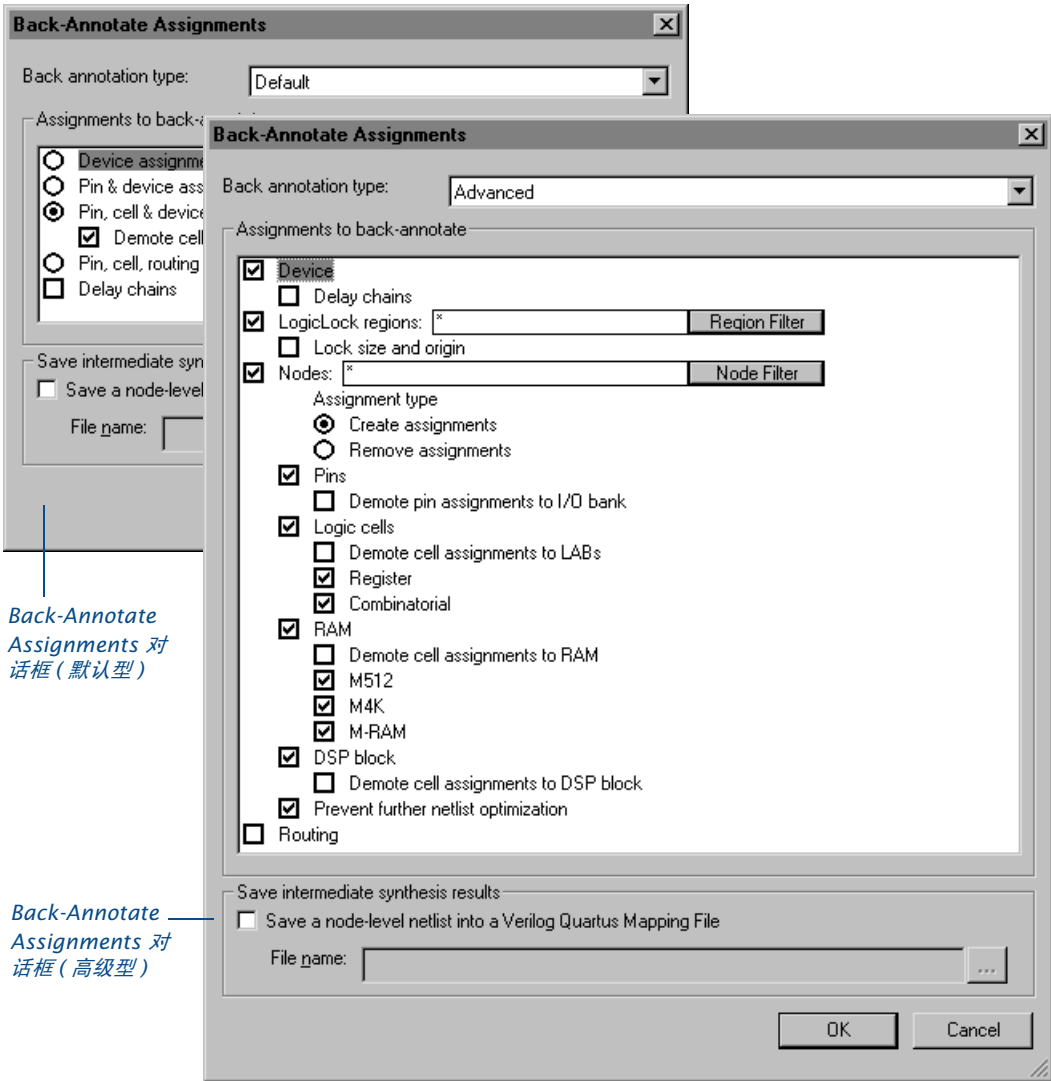 Back-Annotate Assignments
Back annotation type:
Default
Assignments to back-
Device assignme
Pin & device ass
Pin, cell & device
Demote cell
Pin, cell, routing
Delay chains
Save intermediate syn
Save a node-level
File name:
Back-Annotate Assignments
Back annotation type:
Advanced
Assignments to back-annotate
Device
Delay chains
LogicLock regions: * Region Filter
Lock size and origin
Nodes: * Node Filter
Assignment type
Create assignments
Remove assignments
Pins
Demote pin assignments to I/O bank
Logic cells
Demote cell assignments to LABs
Register
Combinatorial
RAM
Demote cell assignments to RAM
M512
M4K
M-RAM
DSP block
Demote cell assignments to DSP block
Prevent further netlist optimization
Routing
Save intermediate synthesis results
Save a node-level netlist into a Verilog Quartus Mapping File
File name: ...
OK Cancel
Back-Annotate
Assignments 对
话框 ( 默认型 )
Back-Annotate
Assignments 对
话框 ( 高级型 )